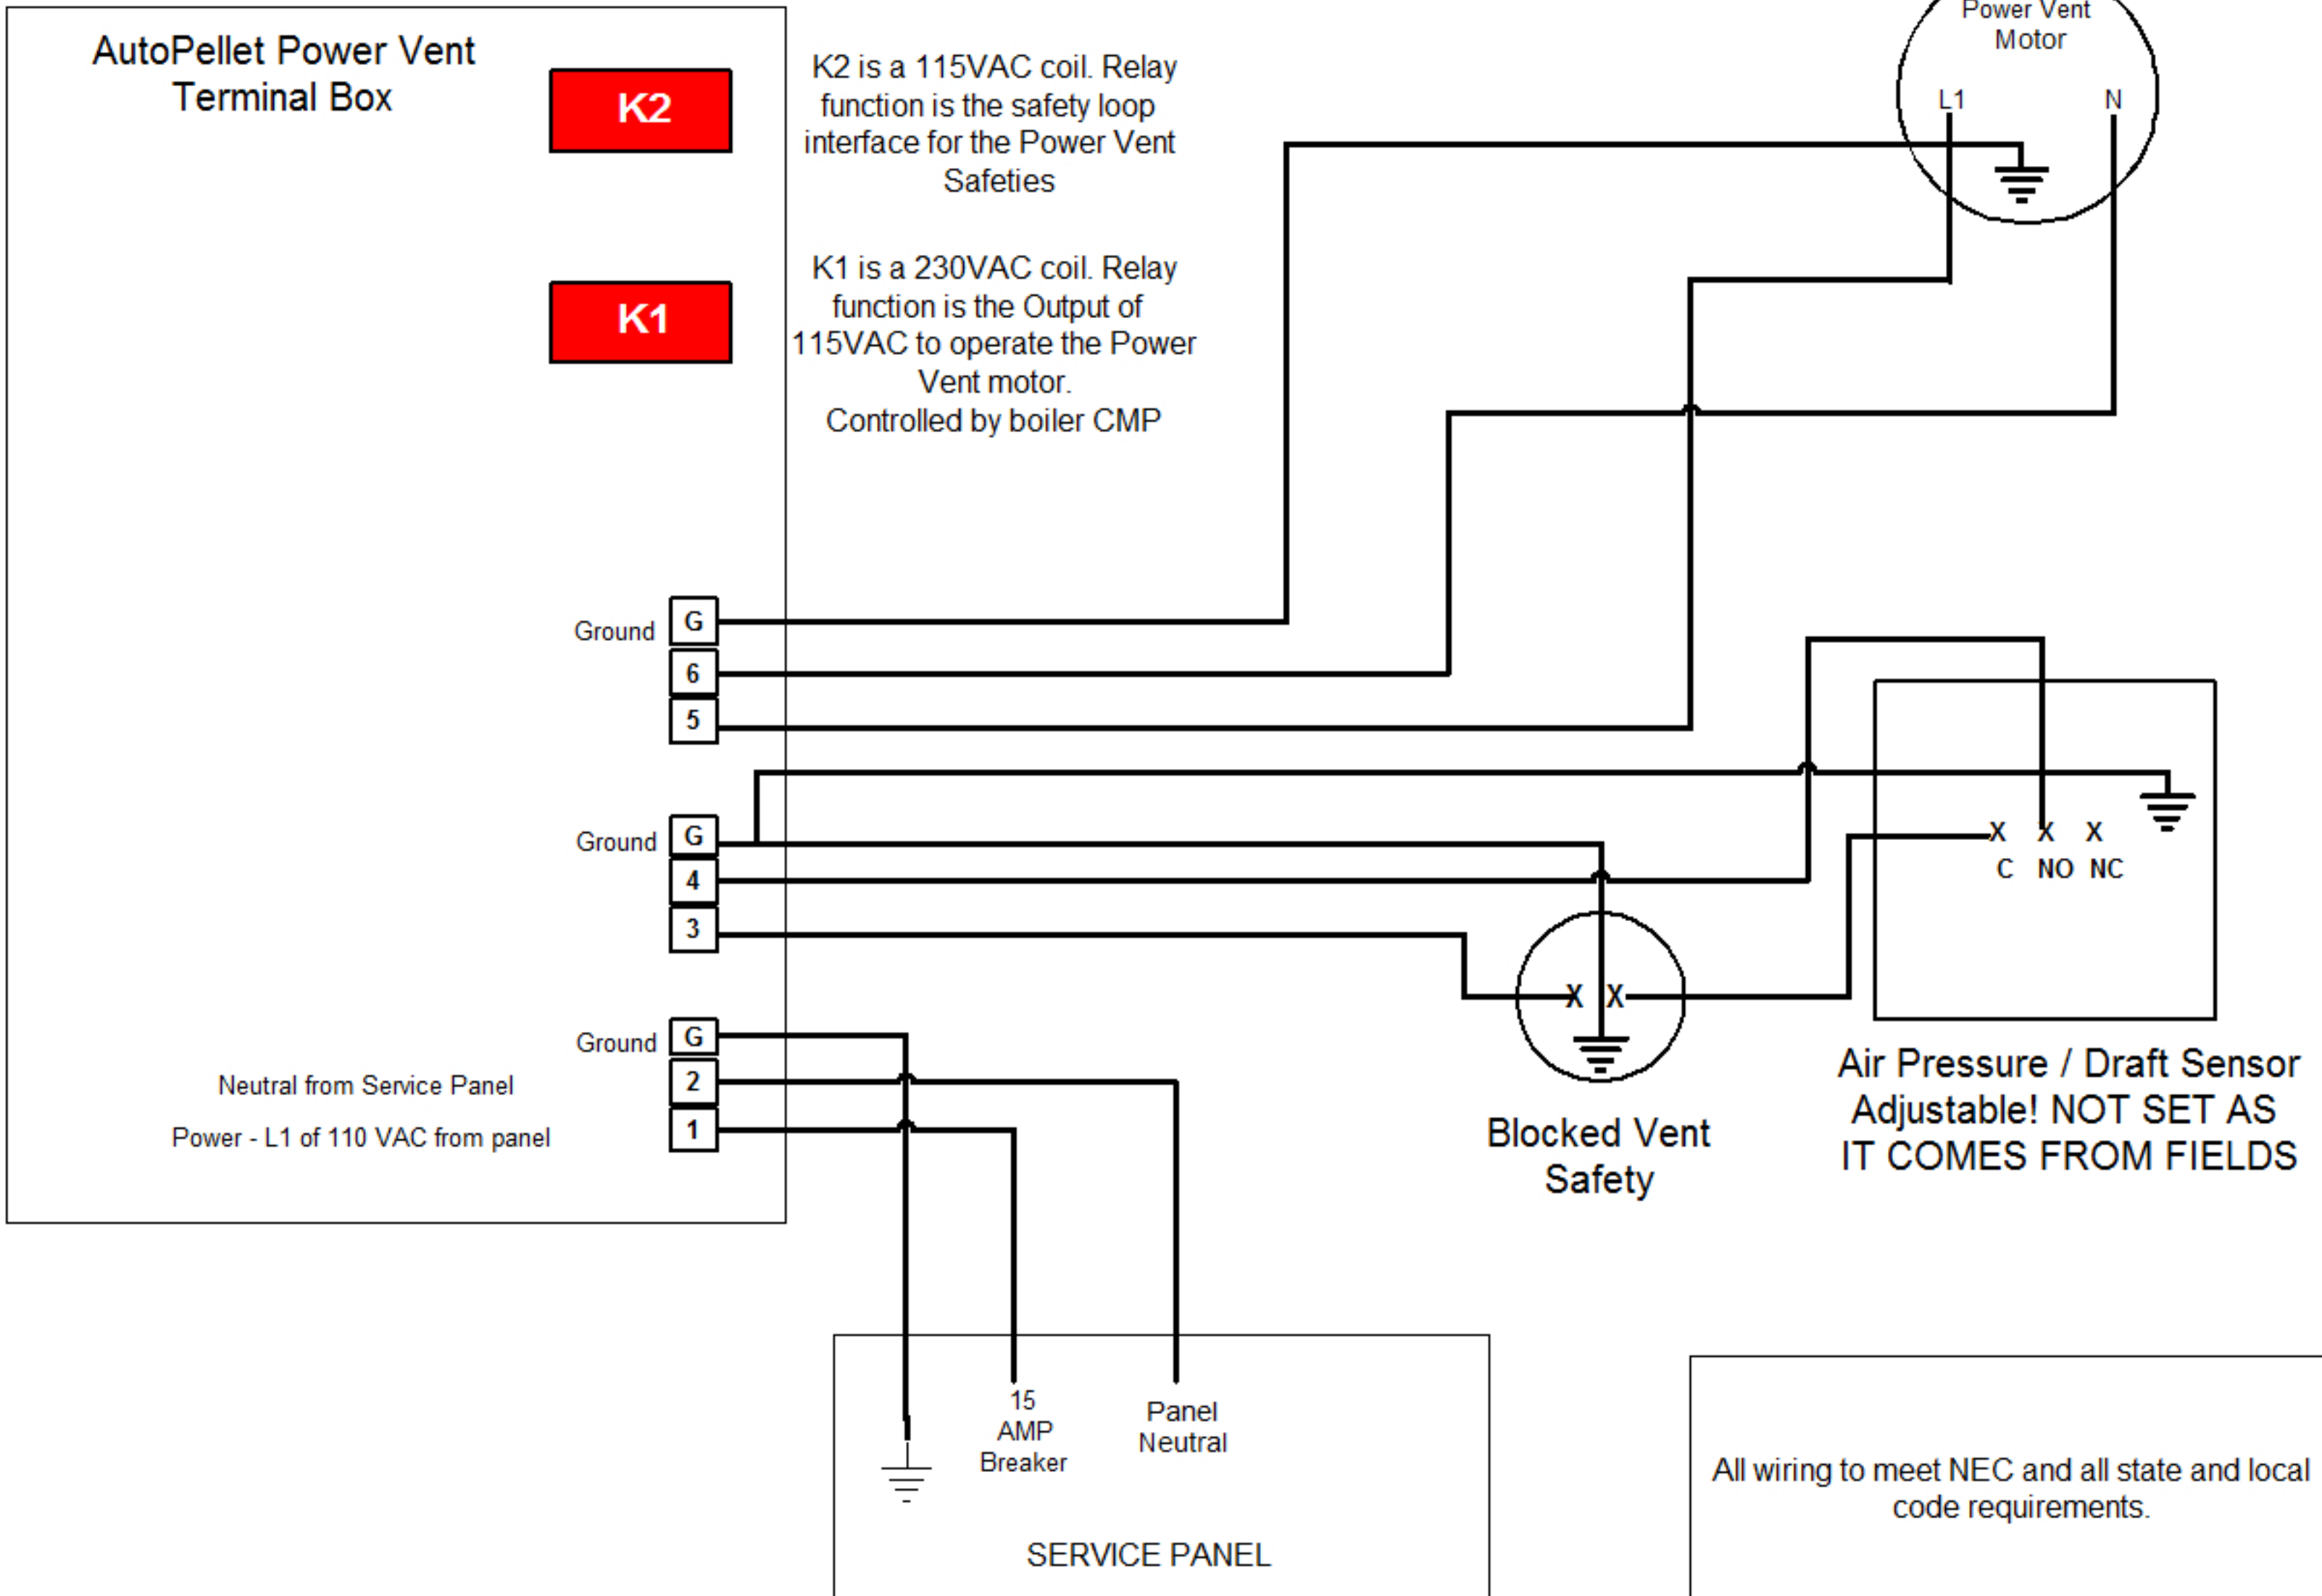 AutoPellet Power Vent
Terminal Box
K2
K2 is a 115VAC coil. Relay
function is the safety loop
interface for the Power Vent
Safeties
K1
K1 is a 230VAC coil. Relay
function is the Output of
115VAC to operate the Power
Vent motor.
Controlled by boiler CMP
Power Vent
Motor
L1
N
Ground
G
6
5
Ground
G
4
3
Ground
G
Neutral from Service Panel
2
Power - L1 of 110 VAC from panel
1
X X X
C NO NC
X X
Blocked Vent
Safety
Air Pressure / Draft Sensor
Adjustable! NOT SET AS
IT COMES FROM FIELDS
15
AMP
Breaker
Panel
Neutral
SERVICE PANEL
All wiring to meet NEC and all state and local
code requirements.